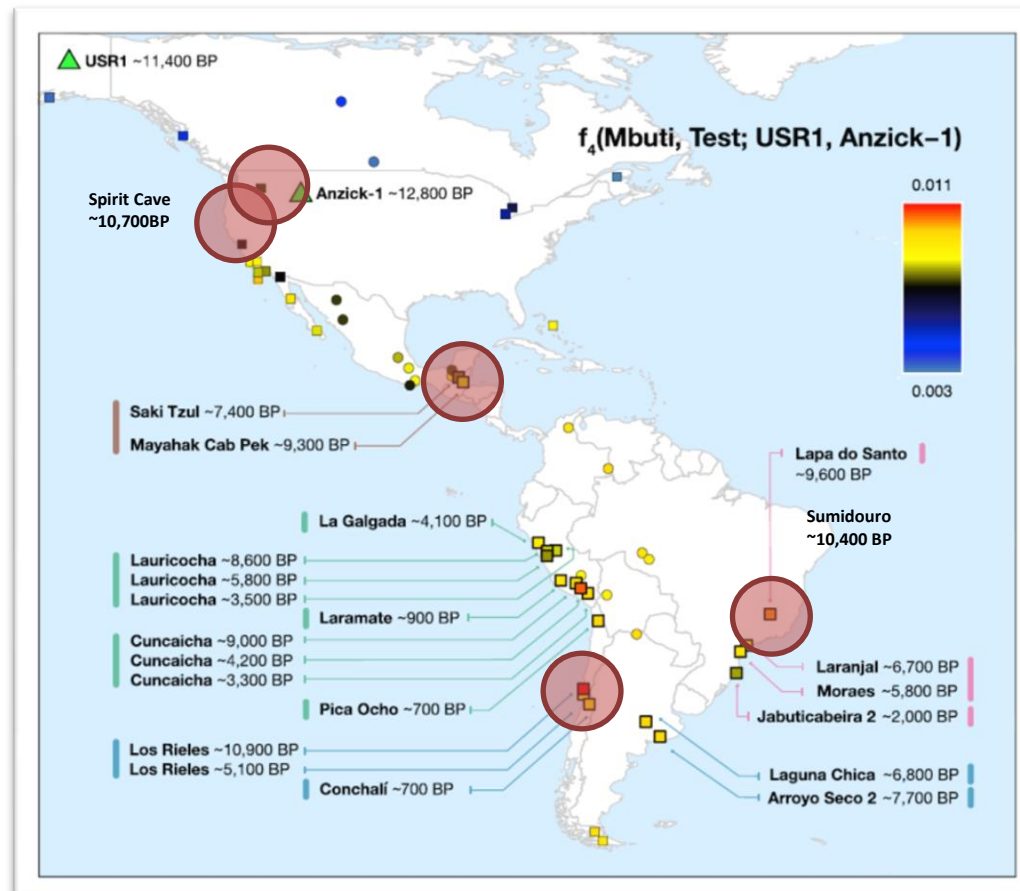 USR1 ~11,400 BP
f4(Mbuti, Test; USR1, Anzick–1)
0.011
0.003
Anzick-1 ~12,800 BP
Spirit Cave
~10,700BP
Saki Tzul ~7,400 BP
Mayahak Cab Pek ~9,300 BP
Lapa do Santo
~9,600 BP
Sumidouro
~10,400 BP
La Galgada ~4,100 BP
Lauricocha ~8,600 BP
Lauricocha ~5,800 BP
Lauricocha ~3,500 BP
Laramate ~900 BP
Cuncaicha ~9,000 BP
Cuncaicha ~4,200 BP
Cuncaicha ~3,300 BP
Pica Ocho ~700 BP
Laranjal ~6,700 BP
Moraes ~5,800 BP
Jabuticabeira 2 ~2,000 BP
Los Rieles ~10,900 BP
Los Rieles ~5,100 BP
Conchalí ~700 BP
Laguna Chica ~6,800 BP
Arroyo Seco 2 ~7,700 BP